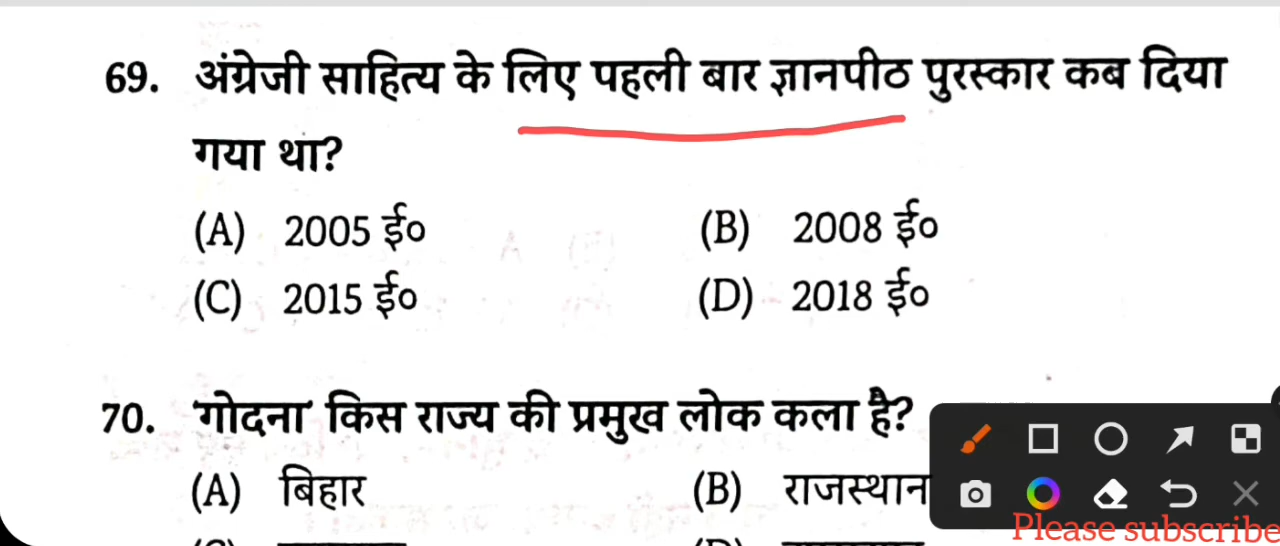 69. अंग्रेजी साहित्य के लिए पहली बार ज्ञानपीठ पुरस्कार कब दिया
गया था?
(A) 2005 ई० (B) 2008 ई०
(C) 2015 ई० (D) 2018 ई०
70. 'गोदना' किस राज्य की प्रमुख लोक कला है?
(A) बिहार (B) राजस्थान
Please subscribe